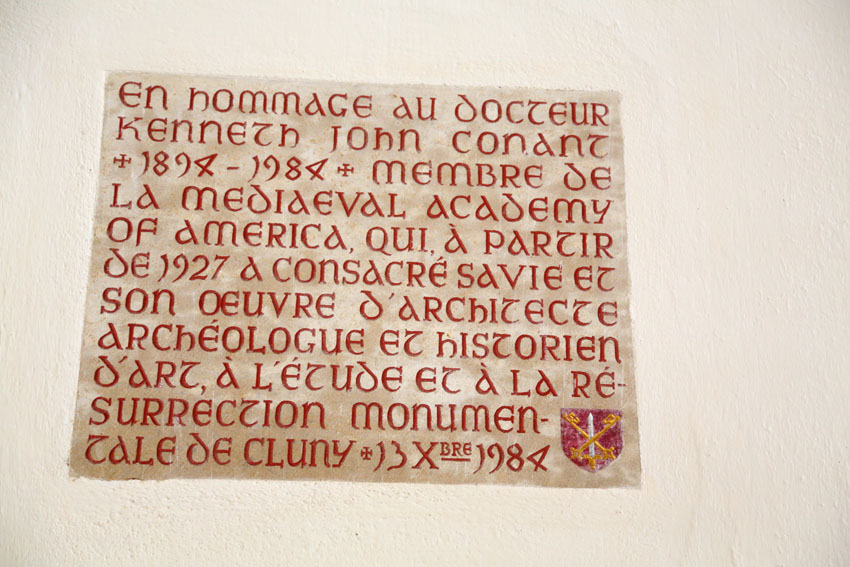 En hommage au docteur
Kenneth John Conant
+ 1894 - 1984 + membre de
la Mediaeval Academy
of America, qui, à partir
de 1927 a consacré sa vie et
son œuvre d'architecte
archéologue et historien
d'art, à l'étude et à la ré-
surrection monumen-
tale de Cluny + 13 Xbre 1984